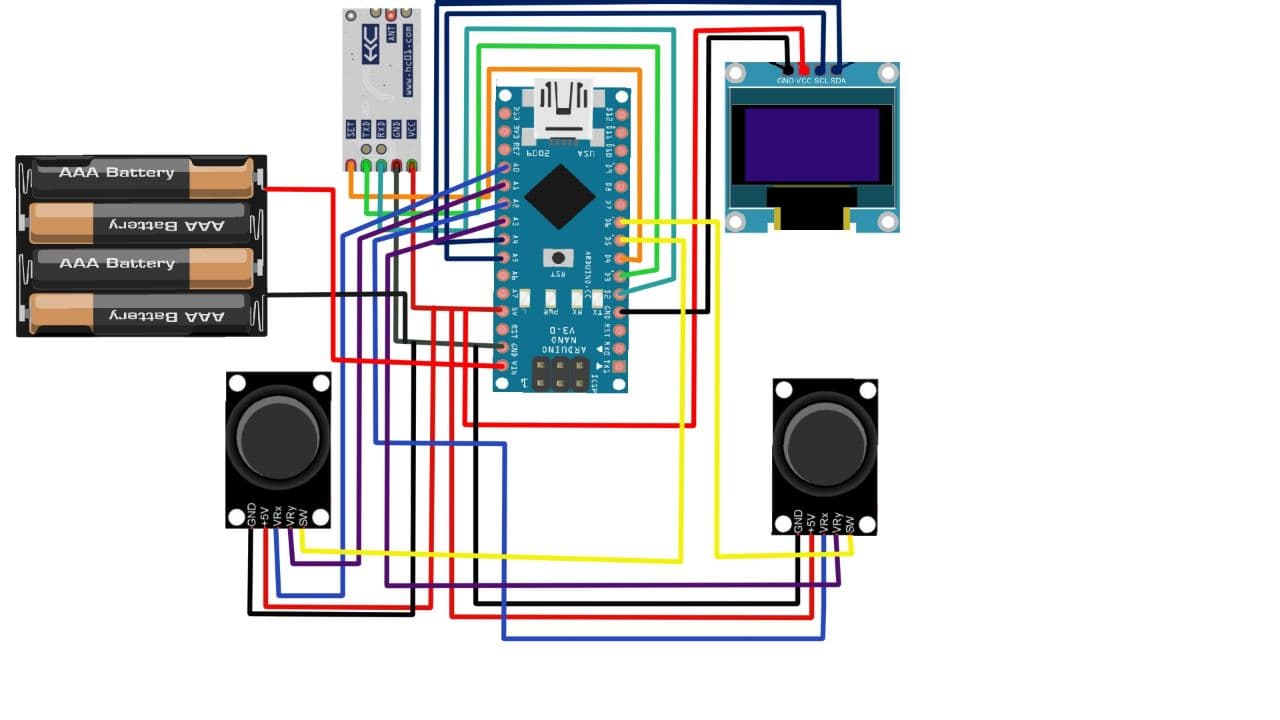 AAA Battery
AAA Battery
AAA Battery
AAA Battery
HC
ANT
www.hc01.com
SET
TXD
RXD
GND
VCC
GND VCC SCL SDA
D13
3V3
REF
A0
A1
A2
A3
A4
A5
A6
A7
5V
RST
GND
VIN
D12
D11
D10
D9
D8
D7
D6
D5
D4
D3
D2
GND
RST
RX0
TX1
2009
USA
RST
ARDUINO.CC
L
PWR
RX
TX
ARDUINO
NANO
V3.0
1
ICSP
GND
+5V
VRx
VRy
SW
GND
+5V
VRx
VRy
SW